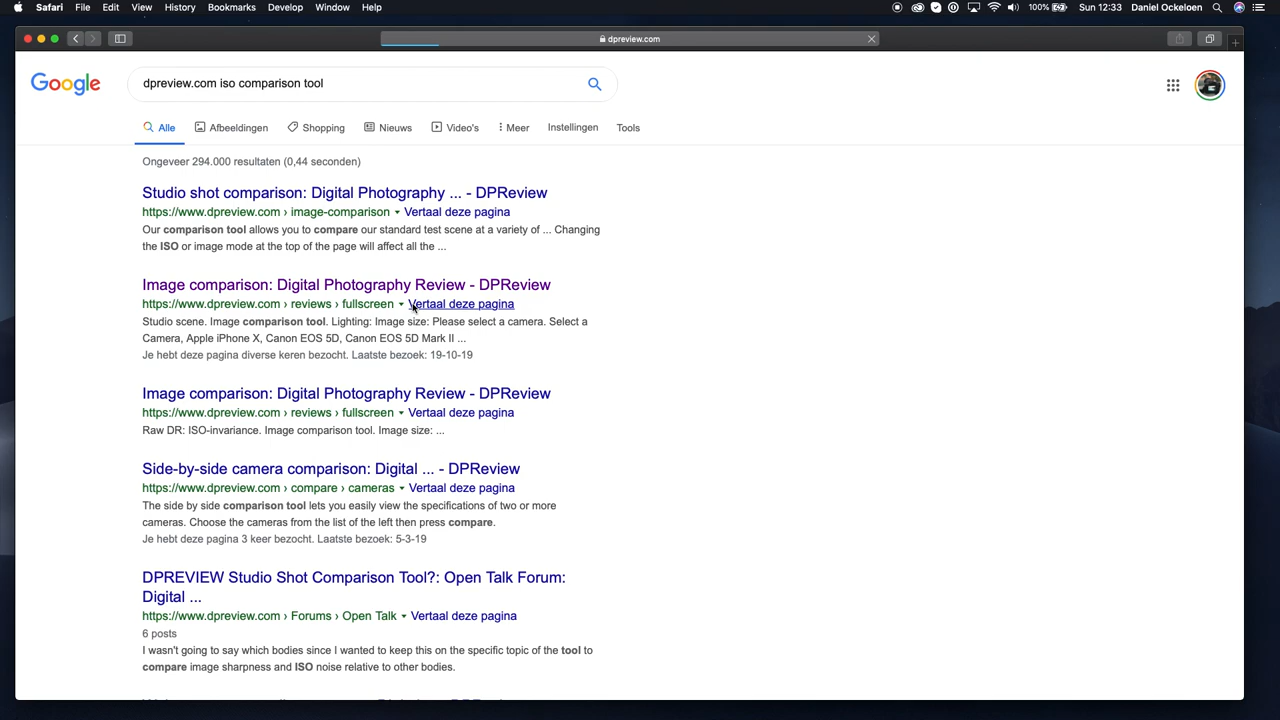 Safari File Edit View History Bookmarks Develop Window Help 100% Sun 12:33 Daniel Ockeloen
dpreview.com
Google dpreview.com iso comparison tool
Alle Afbeeldingen Shopping Nieuws Video's Meer Instellingen Tools
Ongeveer 294.000 resultaten (0,44 seconden)
Studio shot comparison: Digital Photography ... - DPReview
https://www.dpreview.com › image-comparison Vertaal deze pagina
Our comparison tool allows you to compare our standard test scene at a variety of ... Changing
the ISO or image mode at the top of the page will affect all the ...
Image comparison: Digital Photography Review - DPReview
https://www.dpreview.com › reviews › fullscreen Vertaal deze pagina
Studio scene. Image comparison tool. Lighting: Image size: Please select a camera. Select a
Camera, Apple iPhone X, Canon EOS 5D, Canon EOS 5D Mark II ...
Je hebt deze pagina diverse keren bezocht. Laatste bezoek: 19-10-19
Image comparison: Digital Photography Review - DPReview
https://www.dpreview.com › reviews › fullscreen Vertaal deze pagina
Raw DR: ISO-invariance. Image comparison tool. Image size: ...
Side-by-side camera comparison: Digital ... - DPReview
https://www.dpreview.com › compare › cameras Vertaal deze pagina
The side by side comparison tool lets you easily view the specifications of two or more
cameras. Choose the cameras from the list of the left then press compare.
Je hebt deze pagina 3 keer bezocht. Laatste bezoek: 5-3-19
DPREVIEW Studio Shot Comparison Tool?: Open Talk Forum:
Digital ...
https://www.dpreview.com › Forums › Open Talk Vertaal deze pagina
6 posts
I wasn't going to say which bodies since I wanted to keep this on the specific topic of the tool to
compare image sharpness and ISO noise relative to other bodies.